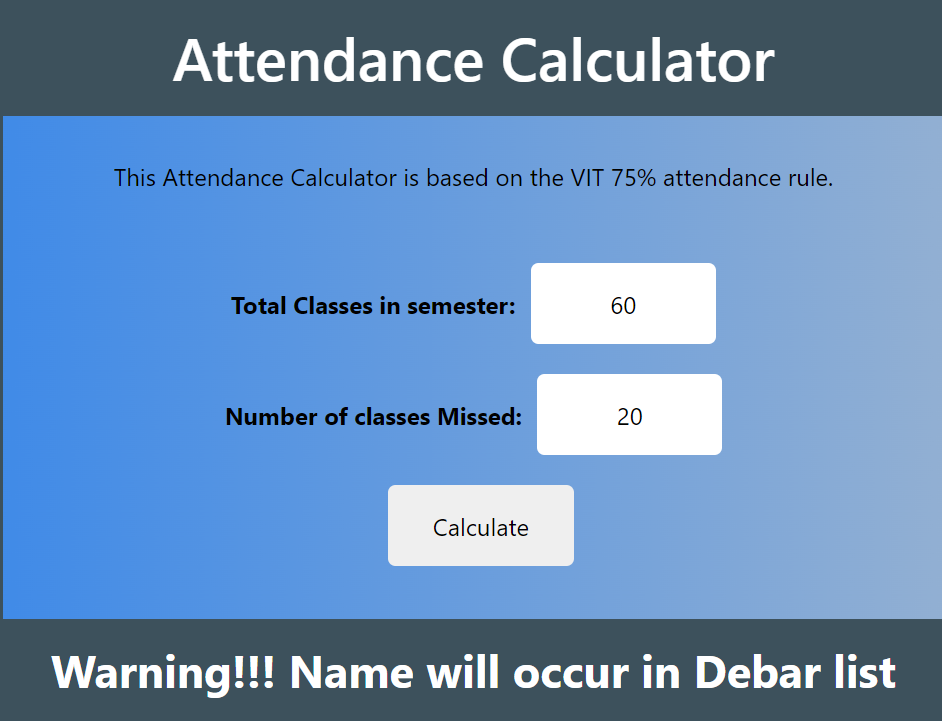 Attendance Calculator
This Attendance Calculator is based on the VIT 75% attendance rule.
Total Classes in semester: 60
Number of classes Missed: 20
Calculate
Warning!!! Name will occur in Debar list